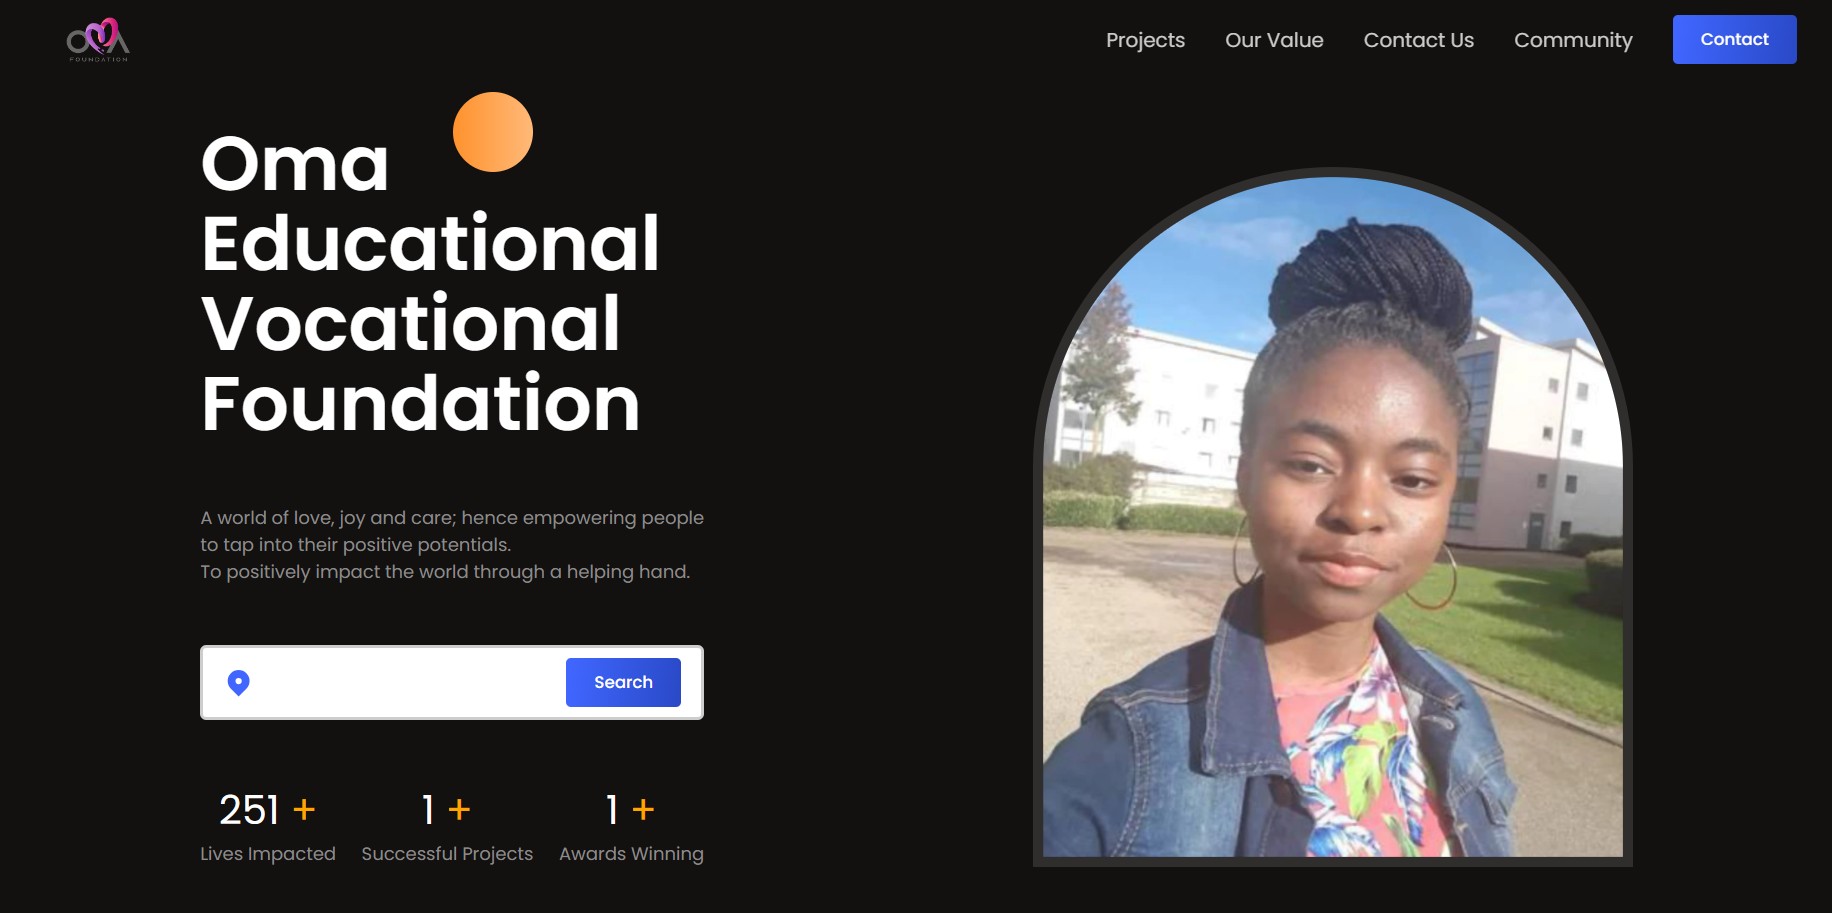 OMA
FOUNDATION
Projects
Our Value
Contact Us
Community
Contact
Oma
Educational
Vocational
Foundation
A world of love, joy and care; hence empowering people
to tap into their positive potentials.
To positively impact the world through a helping hand.
Search
251 +
Lives Impacted
1 +
Successful Projects
1 +
Awards Winning